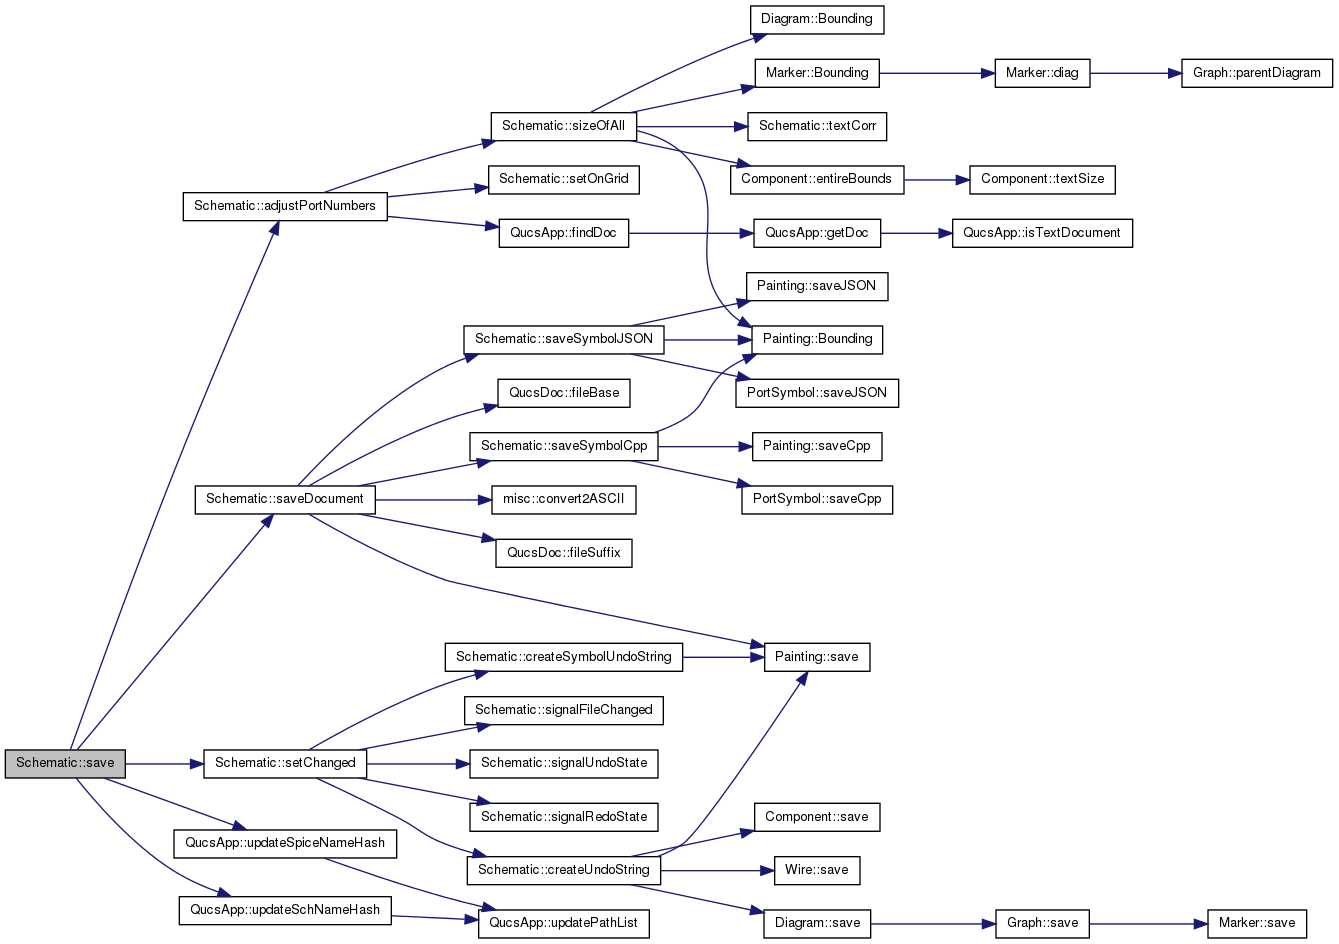 Diagram::Bounding
Marker::Bounding
Marker::diag
Graph::parentDiagram
Schematic::sizeOfAll
Schematic::textCorr
Component::entireBounds
Component::textSize
Schematic::setOnGrid
Schematic::adjustPortNumbers
QucsApp::findDoc
QucsApp::getDoc
QucsApp::isTextDocument
Painting::saveJSON
Schematic::saveSymbolJSON
Painting::Bounding
QucsDoc::fileBase
PortSymbol::saveJSON
Schematic::saveSymbolCpp
Painting::saveCpp
Schematic::saveDocument
misc::convert2ASCII
PortSymbol::saveCpp
QucsDoc::fileSuffix
Schematic::createSymbolUndoString
Painting::save
Schematic::signalFileChanged
Schematic::save
Schematic::setChanged
Schematic::signalUndoState
Schematic::signalRedoState
Component::save
QucsApp::updateSpiceNameHash
Schematic::createUndoString
Wire::save
QucsApp::updateSchNameHash
QucsApp::updatePathList
Diagram::save
Graph::save
Marker::save